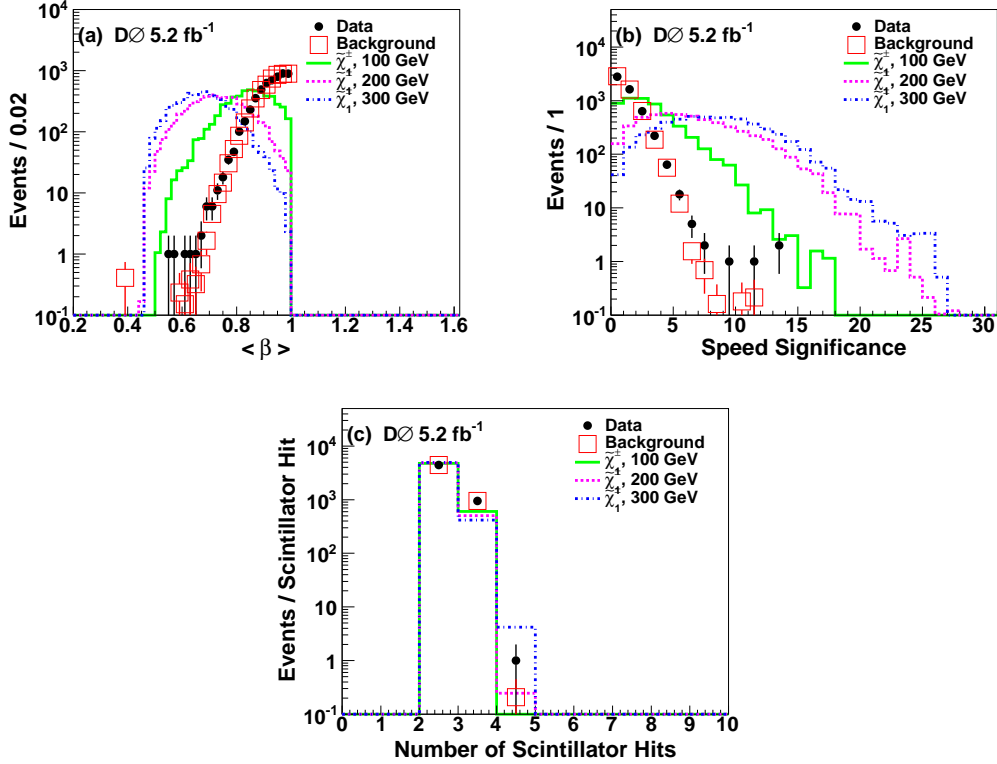 (a) DØ 5.2 fb⁻¹
Data
Background
χ̃₁±, 100 GeV
χ̃₁±, 200 GeV
χ̃₁±, 300 GeV
Events / 0.02
10⁴
10³
10²
10
1
10⁻¹
0.2 0.4 0.6 0.8 1 1.2 1.4 1.6
< β >
(b) DØ 5.2 fb⁻¹
Data
Background
χ̃₁±, 100 GeV
χ̃₁±, 200 GeV
χ̃₁±, 300 GeV
Events / 1
10⁴
10³
10²
10
1
10⁻¹
0 5 10 15 20 25 30
Speed Significance
(c) DØ 5.2 fb⁻¹
Data
Background
χ̃₁±, 100 GeV
χ̃₁±, 200 GeV
χ̃₁±, 300 GeV
Events / Scintillator Hit
10⁴
10³
10²
10
1
10⁻¹
0 1 2 3 4 5 6 7 8 9 10
Number of Scintillator Hits